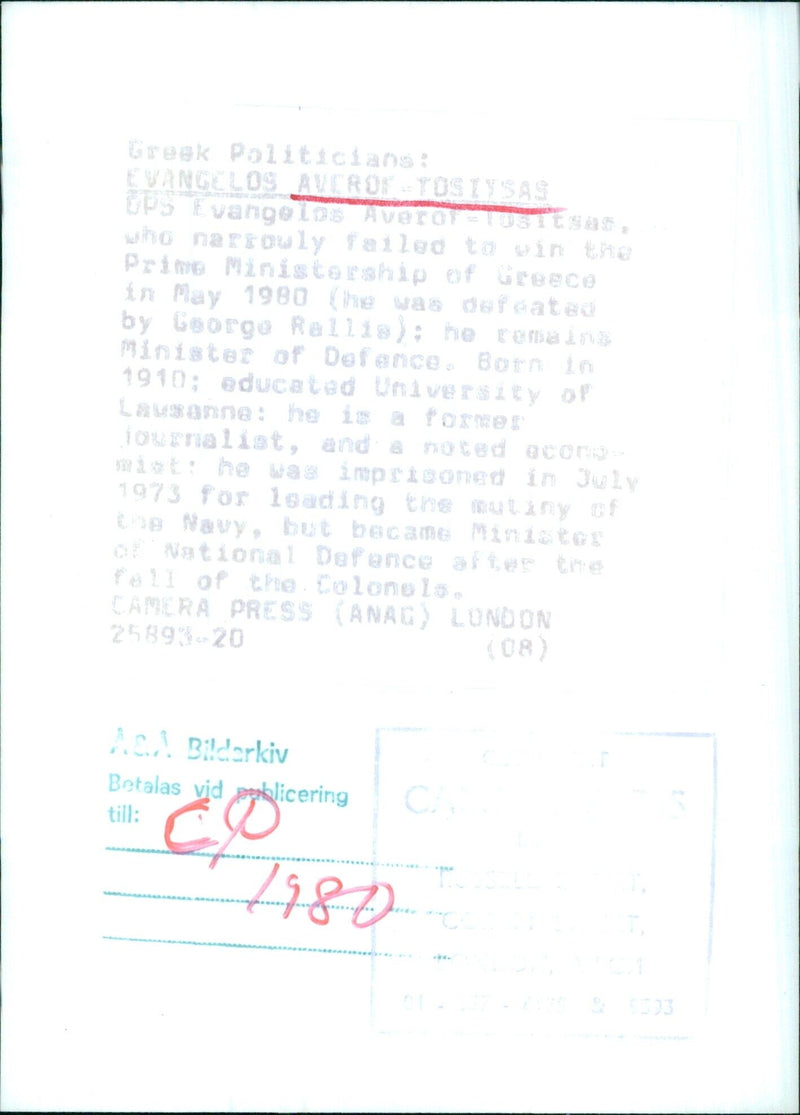 Greek Politicians:
EVANGELOS AVEROF-TOSITSAS
OPS Evangelos Averof-Tositsas,
who narrowly failed to win the
Prime Ministership of Greece
in May 1980 (he was defeated
by George Rallis); he remains
Minister of Defence. Born in
1910; educated University of
Lausanne: he is a former
journalist, and a noted econo-
mist: he was imprisoned in July
1973 for leading the mutiny of
the Navy, but became Minister
of National Defence after the
fall of the Colonels.
CAMERA PRESS (ANAG) LONDON
25893-20 (08)
A&A Bildarkiv
Betalas vid publicering
till:
CP
1980
01 -